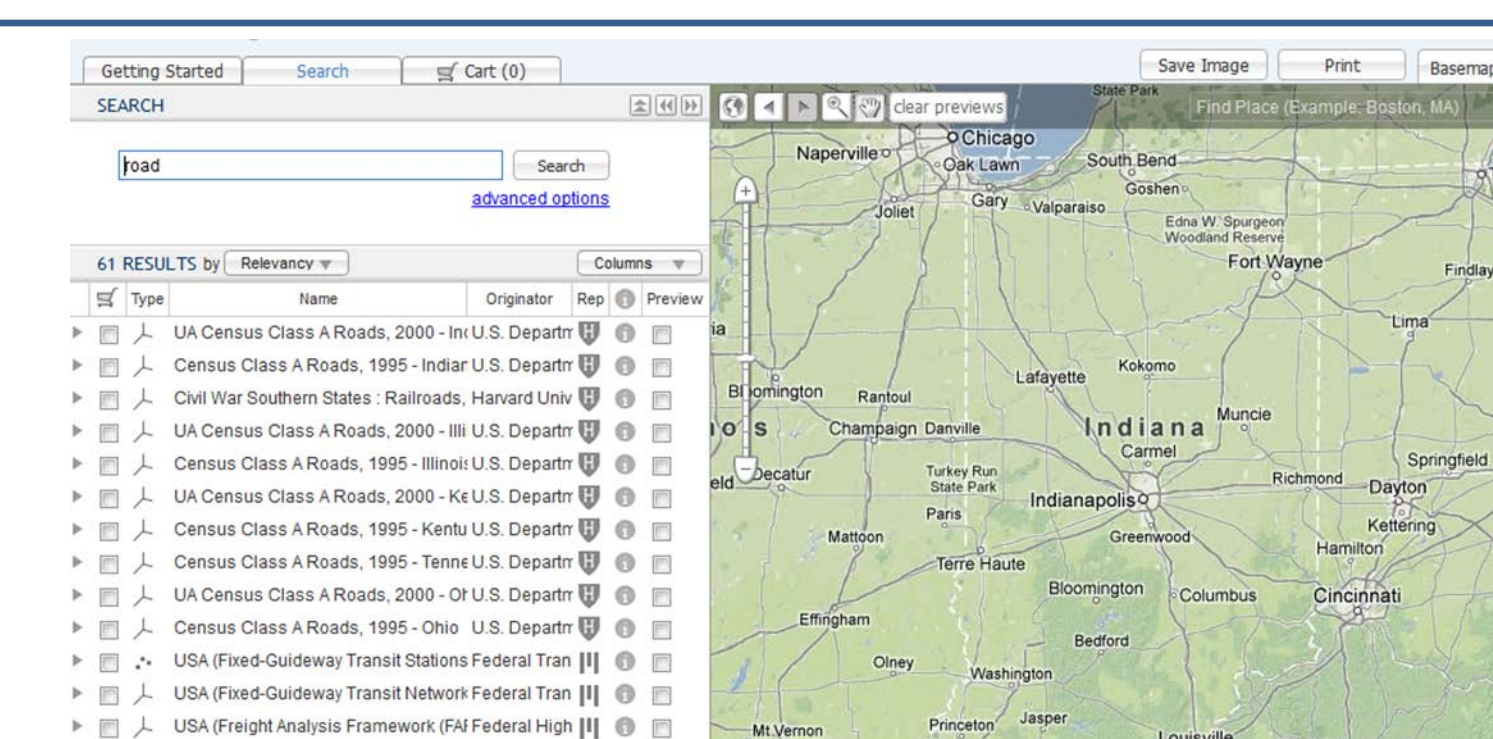 Getting Started Search Cart (0)
Save Image Print Basemap
SEARCH
clear previews
Find Place (Example: Boston, MA)
road Search
advanced options
61 RESULTS by Relevancy Columns
Type Name Originator Rep Preview
UA Census Class A Roads, 2000 - In U.S. Departm
Census Class A Roads, 1995 - Indian U.S. Departm
Civil War Southern States : Railroads, Harvard Univ
UA Census Class A Roads, 2000 - Illi U.S. Departm
Census Class A Roads, 1995 - Illinois U.S. Departm
UA Census Class A Roads, 2000 - Ke U.S. Departm
Census Class A Roads, 1995 - Kentu U.S. Departm
Census Class A Roads, 1995 - Tenne U.S. Departm
UA Census Class A Roads, 2000 - Oh U.S. Departm
Census Class A Roads, 1995 - Ohio U.S. Departm
USA (Fixed-Guideway Transit Stations Federal Tran
USA (Fixed-Guideway Transit Network Federal Tran
USA (Freight Analysis Framework (FAF Federal High
State Park
Chicago
Naperville
Oak Lawn
South Bend
Goshen
Joliet
Gary
Valparaiso
Edna W. Spurgeon
Woodland Reserve
Fort Wayne
Findlay
ia
Lima
Kokomo
Lafayette
Bloomington
Rantoul
Muncie
o i s
Champaign
Danville
Indiana
Carmel
eld
Decatur
Turkey Run
State Park
Springfield
Richmond
Dayton
Indianapolis
Paris
Kettering
Mattoon
Greenwood
Hamilton
Terre Haute
Bloomington
Columbus
Cincinnati
Effingham
Bedford
Olney
Washington
Princeton
Jasper
Mt.Vernon
Louisville